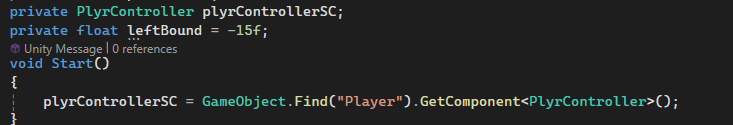 private PlyrController plyrControllerSC;
private float leftBound = -15f;
Unity Message | 0 references
void Start()
{
plyrControllerSC = GameObject.Find("Player").GetComponent<PlyrController>();
}